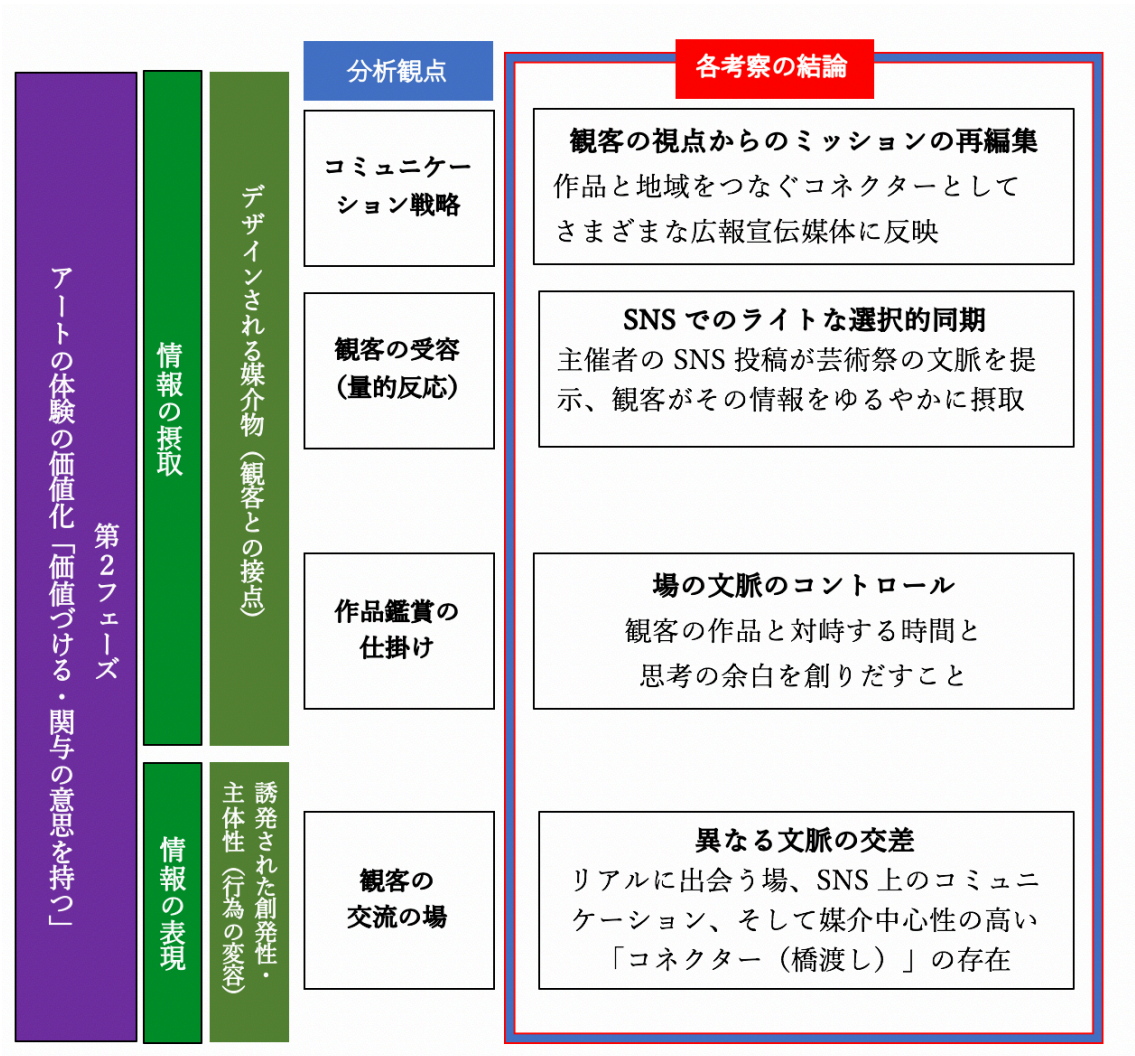 第2フェーズ
アートの体験の価値化「価値づける・関与の意思を持つ」
情報の摂取
デザインされる媒介物（観客との接点）
情報の表現
誘発された創発性・
主体性（行為の変容）
分析観点
各考察の結論
コミュニケー
ション戦略
観客の視点からのミッションの再編集
作品と地域をつなぐコネクターとして
さまざまな広報宣伝媒体に反映
観客の受容
（量的反応）
SNS でのライトな選択的同期
主催者の SNS 投稿が芸術祭の文脈を提
示、観客がその情報をゆるやかに摂取
作品鑑賞の
仕掛け
場の文脈のコントロール
観客の作品と対峙する時間と
思考の余白を創りだすこと
観客の
交流の場
異なる文脈の交差
リアルに出会う場、SNS 上のコミュニ
ケーション、そして媒介中心性の高い
「コネクター（橋渡し）」の存在